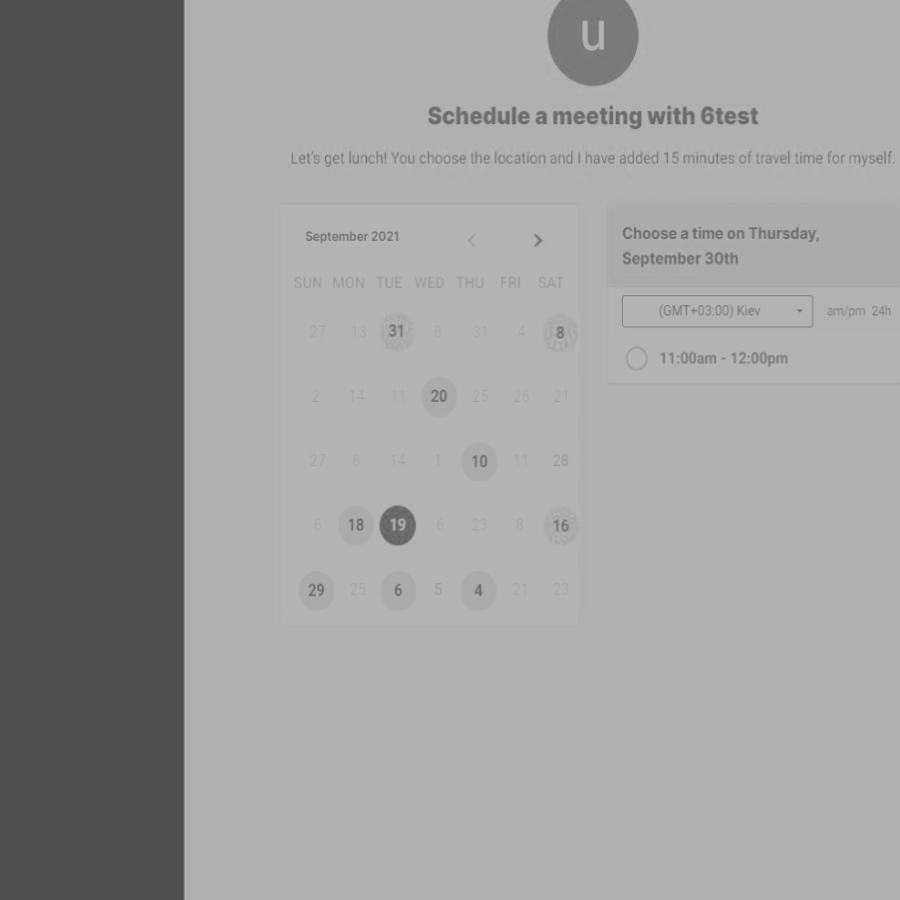 u
Schedule a meeting with 6test
Let's get lunch! You choose the location and I have added 15 minutes of travel time for myself.
September 2021
SUN MON TUE WED THU FRI SAT
27 13 31 8 31 4 8
2 14 11 20 25 26 21
27 8 14 1 10 11 28
6 18 19 6 23 8 16
29 25 6 5 4 21 23
Choose a time on Thursday,
September 30th
(GMT+03:00) Kiev am/pm 24h
11:00am - 12:00pm